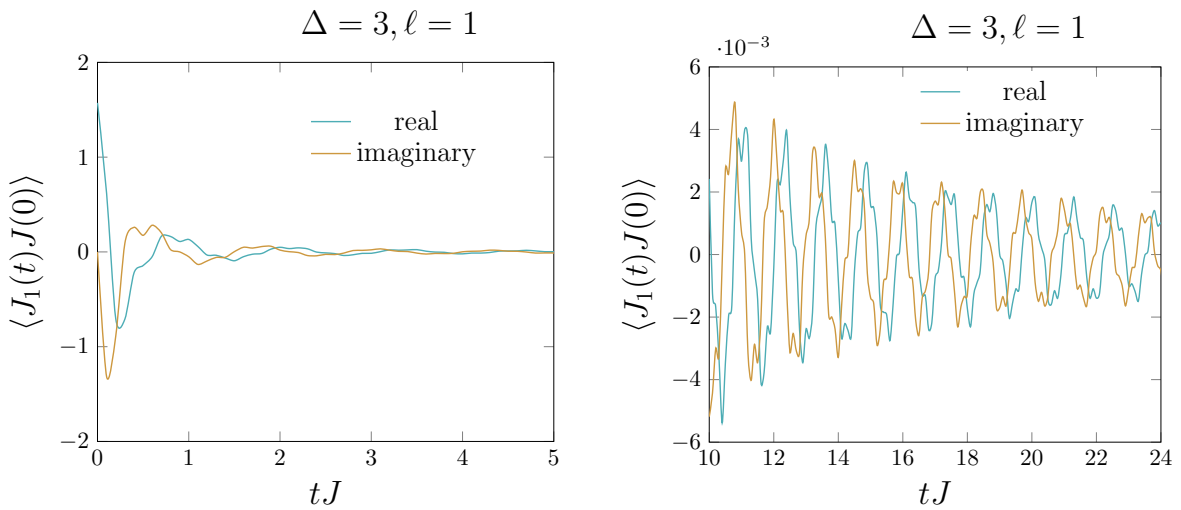 Δ = 3, ℓ = 1
2
1
0
−1
−2
0
1
2
3
4
5
real
imaginary
⟨J₁(t)J(0)⟩
tJ
Δ = 3, ℓ = 1
·10⁻³
6
4
2
0
−2
−4
−6
10
12
14
16
18
20
22
24
real
imaginary
⟨J₁(t)J(0)⟩
tJ